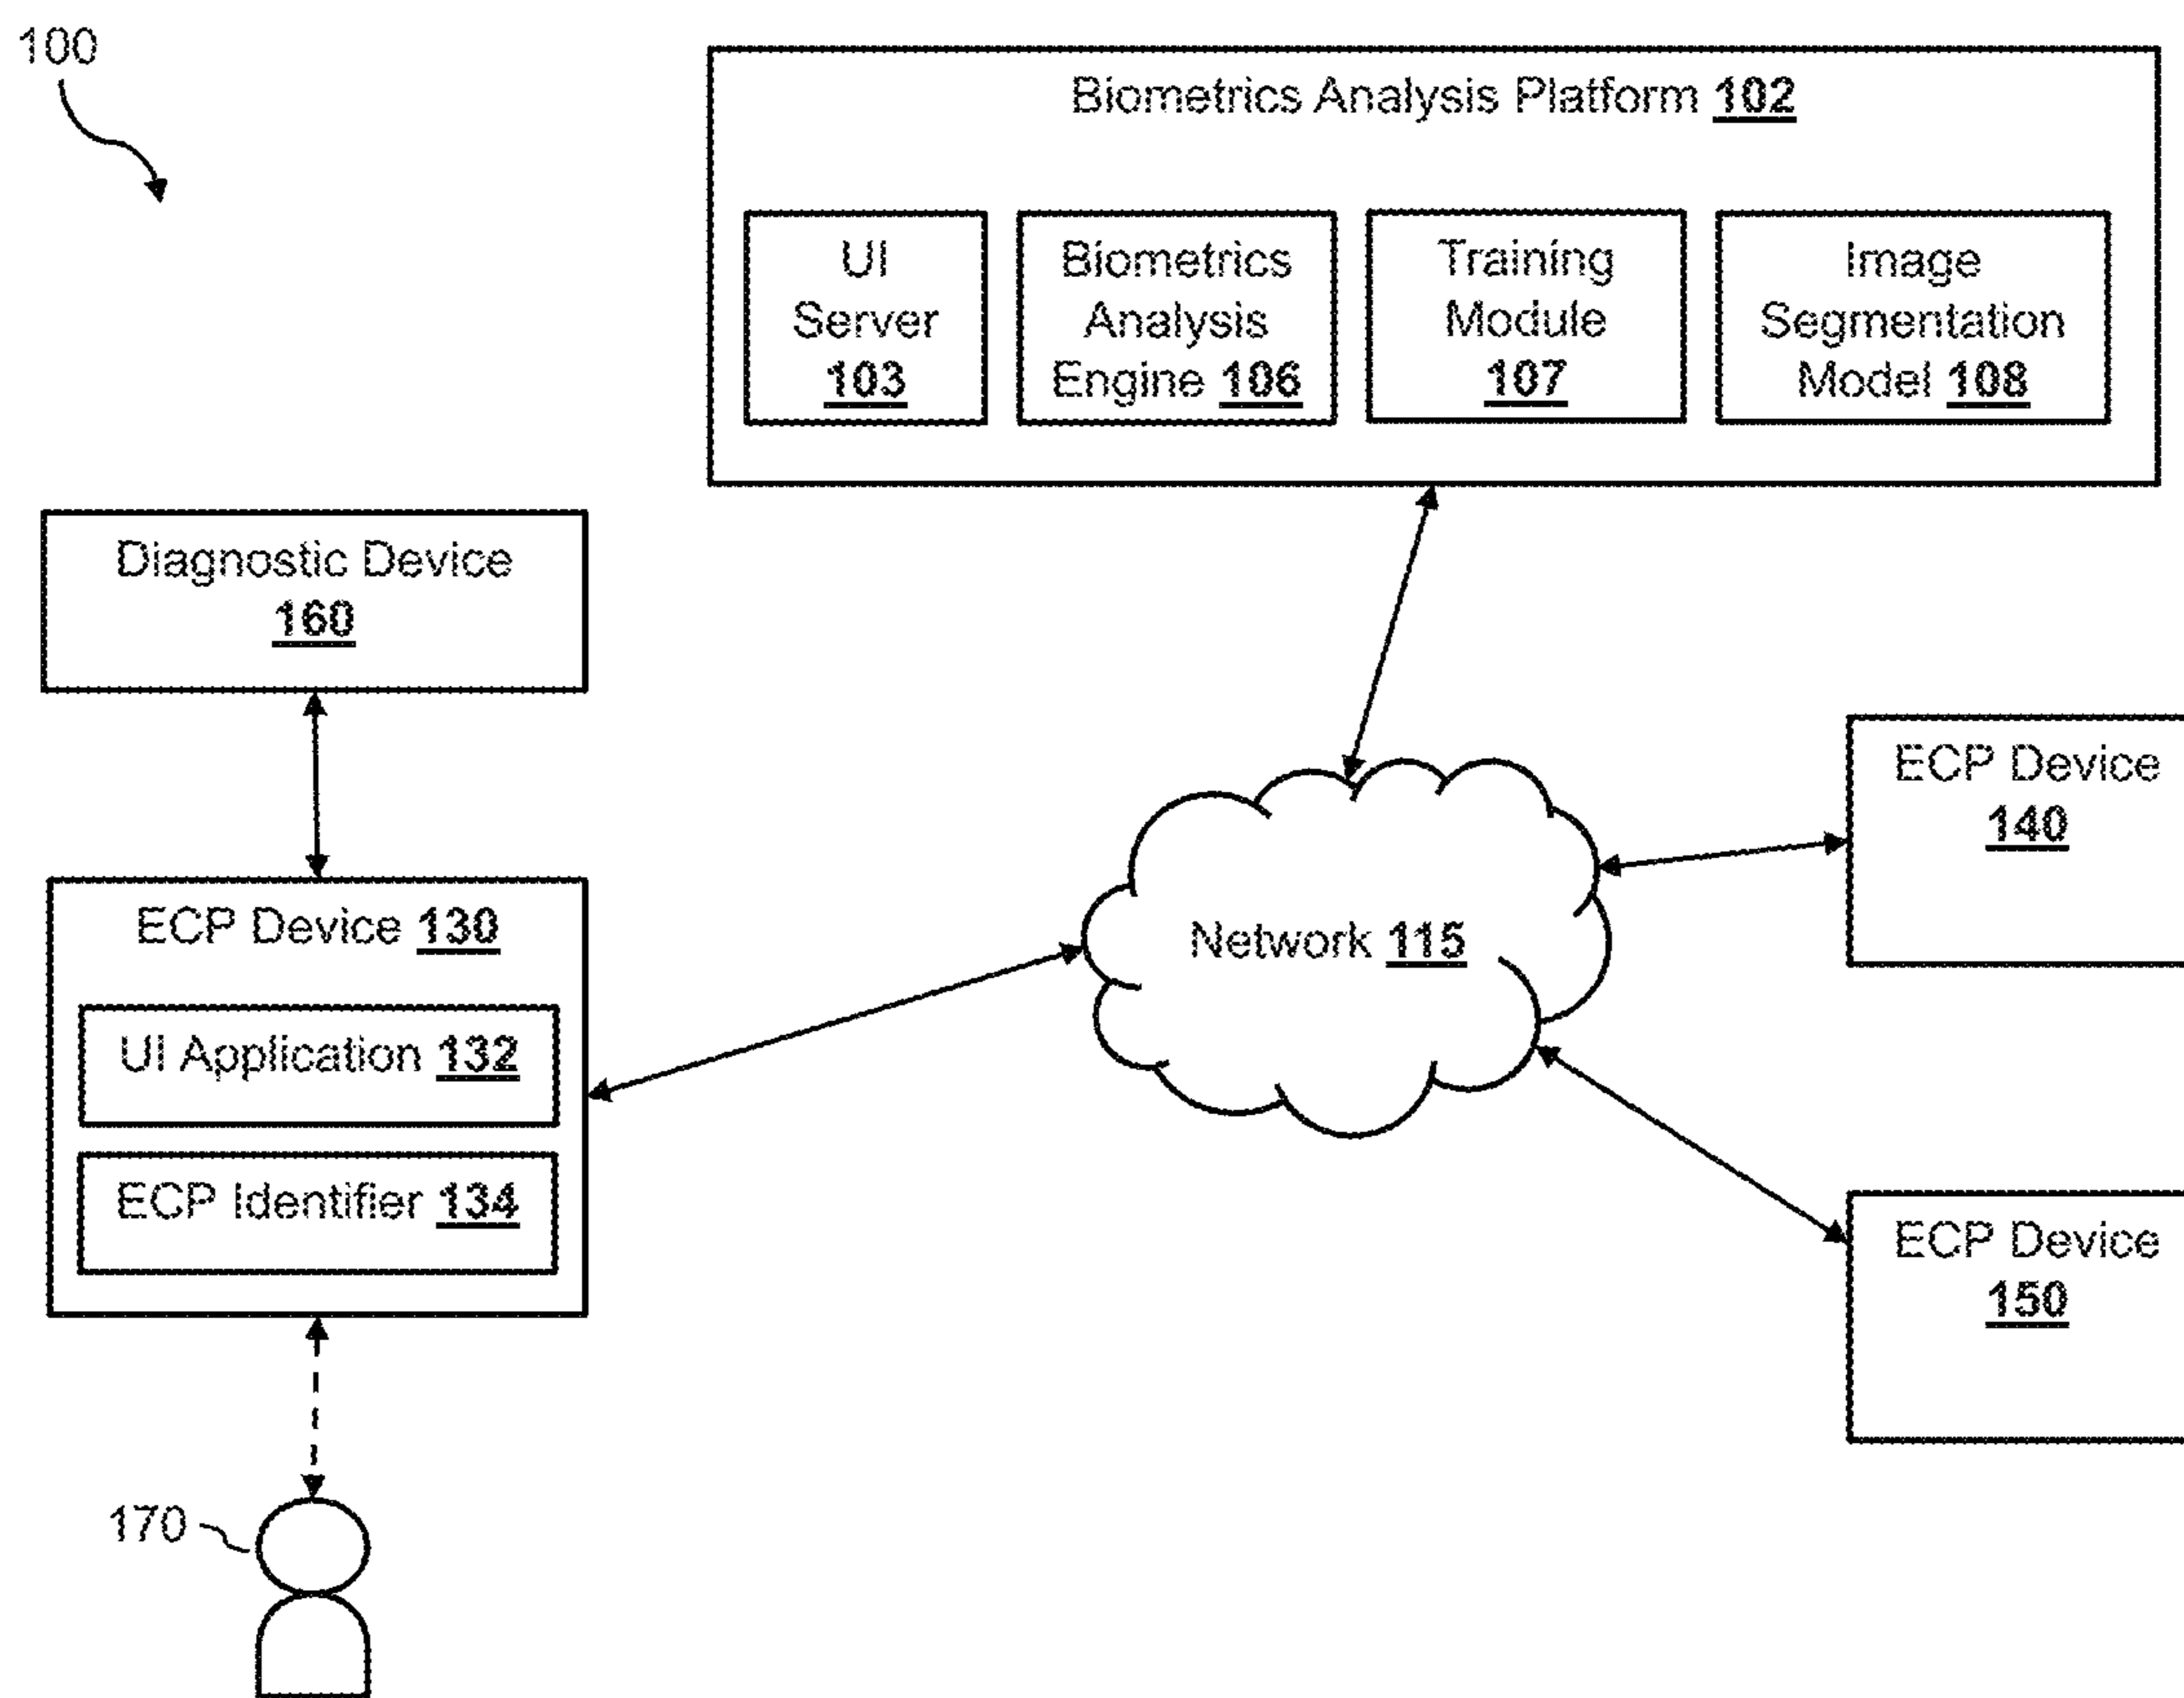 100
Biometrics Analysis Platform 102
UI
Server
103
Biometrics
Analysis
Engine 106
Training
Module
107
Image
Segmentation
Model 108
Diagnostic Device
160
ECP Device 130
UI Application 132
ECP Identifier 134
Network 115
ECP Device
140
ECP Device
150
170